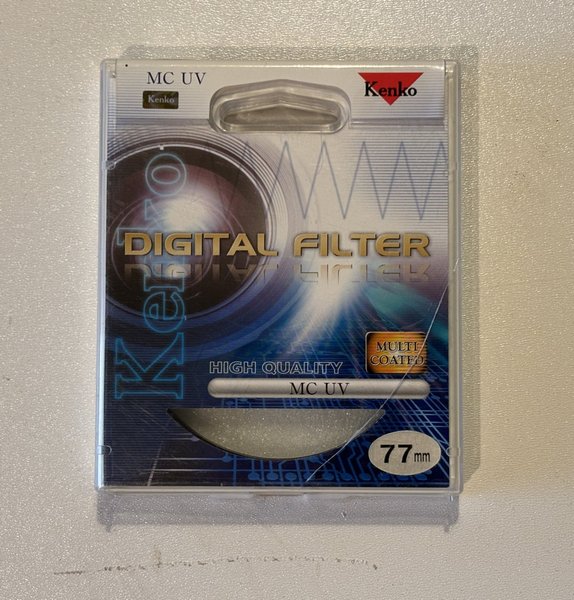 MC UV
Kenko
Kenko
Kenko
DIGITAL FILTER
MULTI-
COATED
HIGH QUALITY
MC UV
77mm